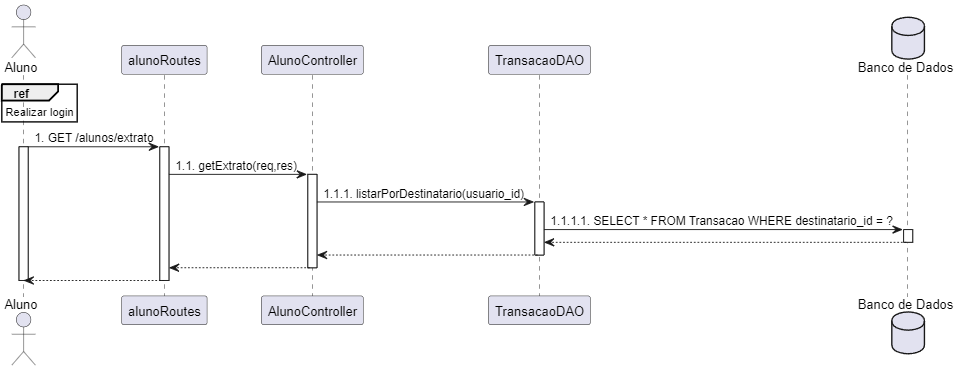 Aluno
alunoRoutes
AlunoController
TransacaoDAO
Banco de Dados
ref
Realizar login
1. GET /alunos/extrato
1.1. getExtrato(req,res)
1.1.1. listarPorDestinatario(usuario_id)
1.1.1.1. SELECT * FROM Transacao WHERE destinatario_id = ?
Aluno
alunoRoutes
AlunoController
TransacaoDAO
Banco de Dados